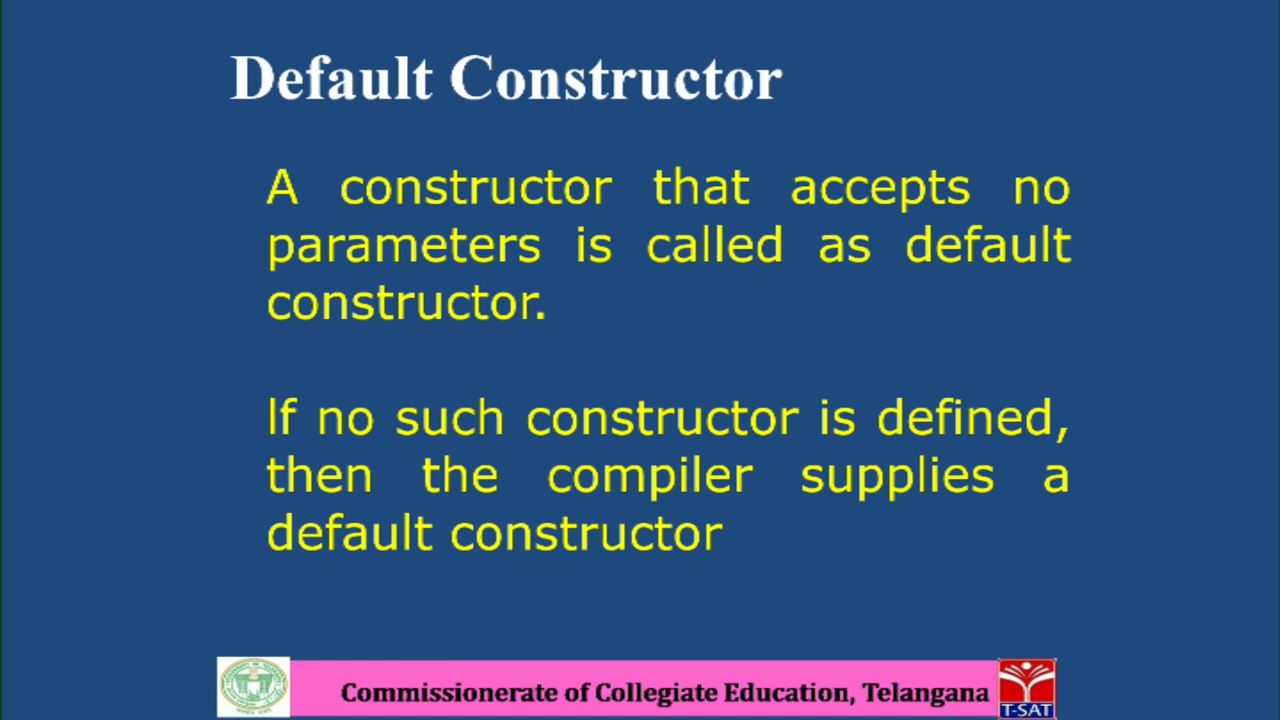 Default Constructor
A constructor that accepts no
parameters is called as default
constructor.
If no such constructor is defined,
then the compiler supplies a
default constructor
Commissionerate of Collegiate Education, Telangana
T-SAT